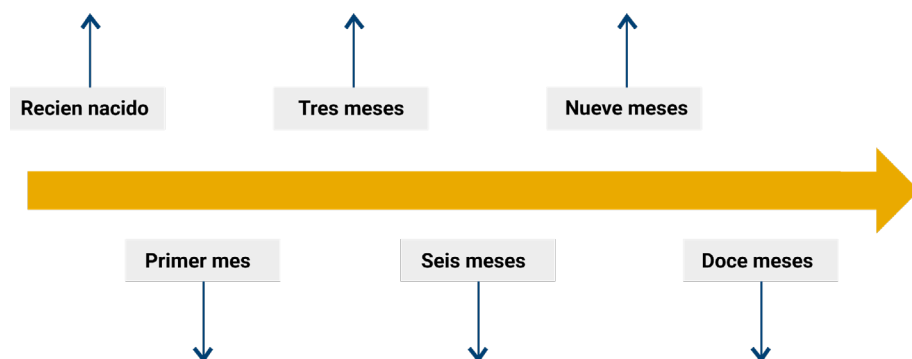 Recien nacido
Tres meses
Nueve meses
Primer mes
Seis meses
Doce meses